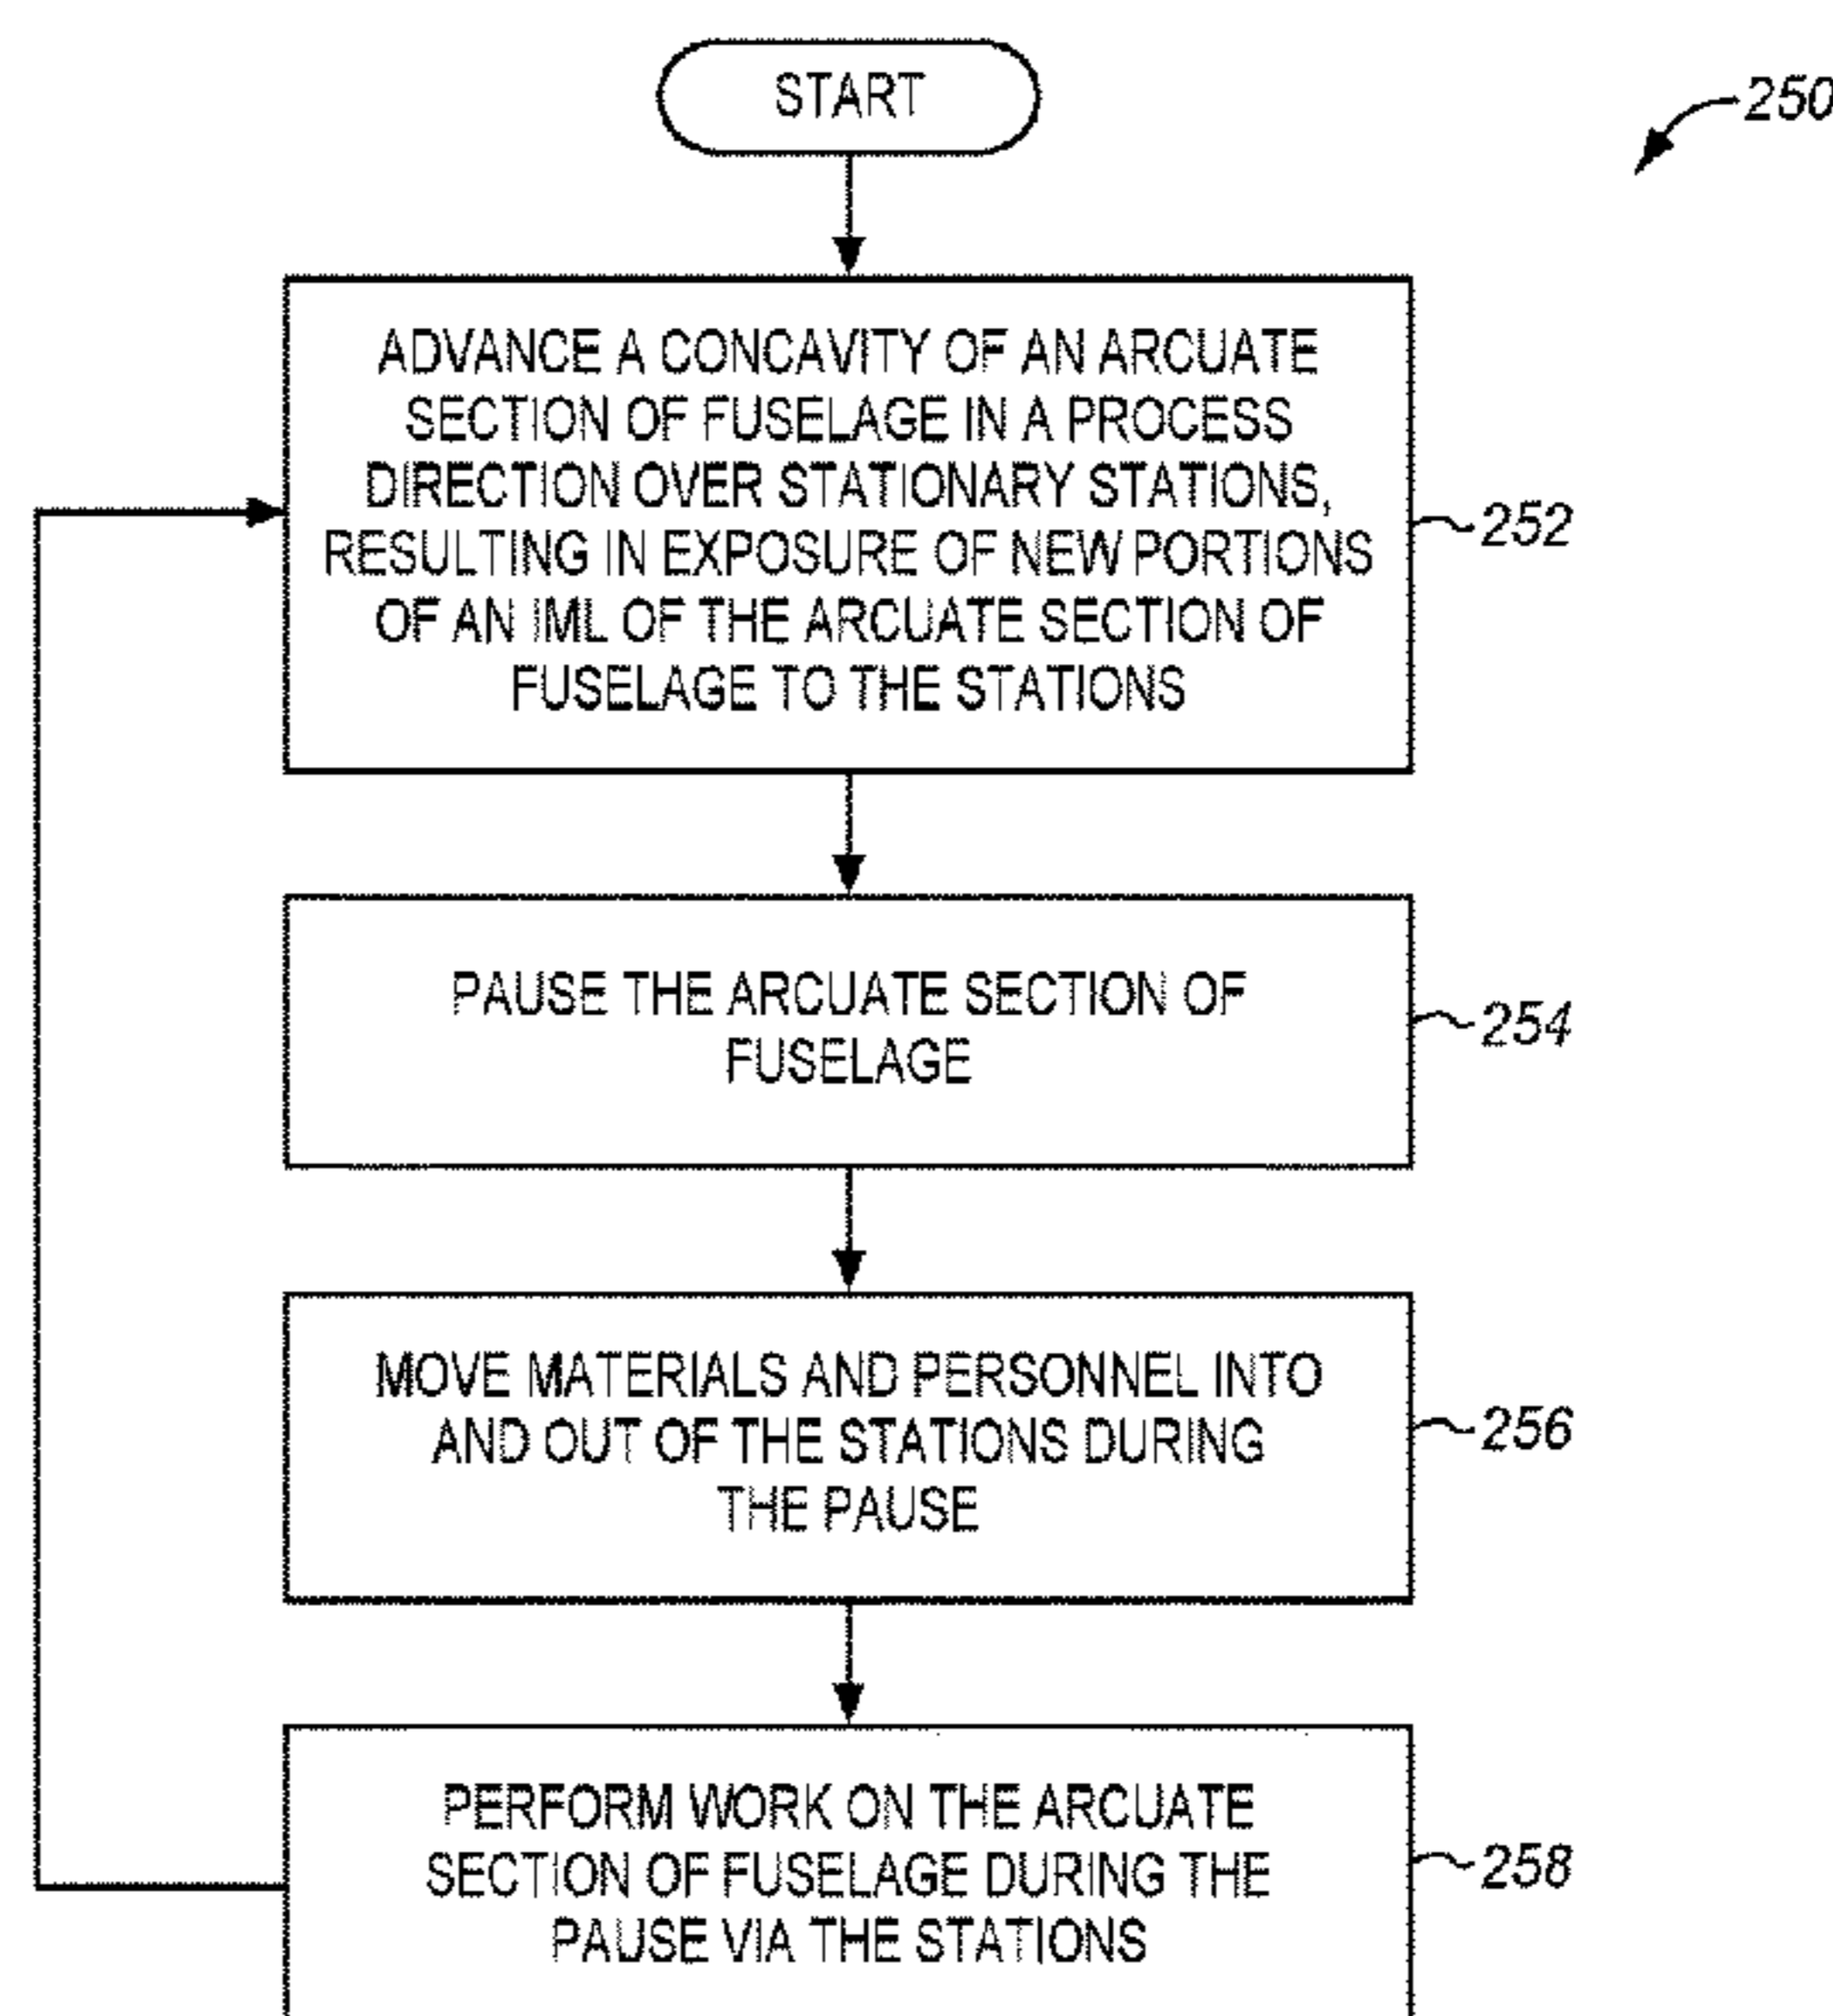 START
250
ADVANCE A CONCAVITY OF AN ARCUATE
SECTION OF FUSELAGE IN A PROCESS
DIRECTION OVER STATIONARY STATIONS,
RESULTING IN EXPOSURE OF NEW PORTIONS
OF AN IML OF THE ARCUATE SECTION OF
FUSELAGE TO THE STATIONS
252
PAUSE THE ARCUATE SECTION OF
FUSELAGE
254
MOVE MATERIALS AND PERSONNEL INTO
AND OUT OF THE STATIONS DURING
THE PAUSE
256
PERFORM WORK ON THE ARCUATE
SECTION OF FUSELAGE DURING THE
PAUSE VIA THE STATIONS
258